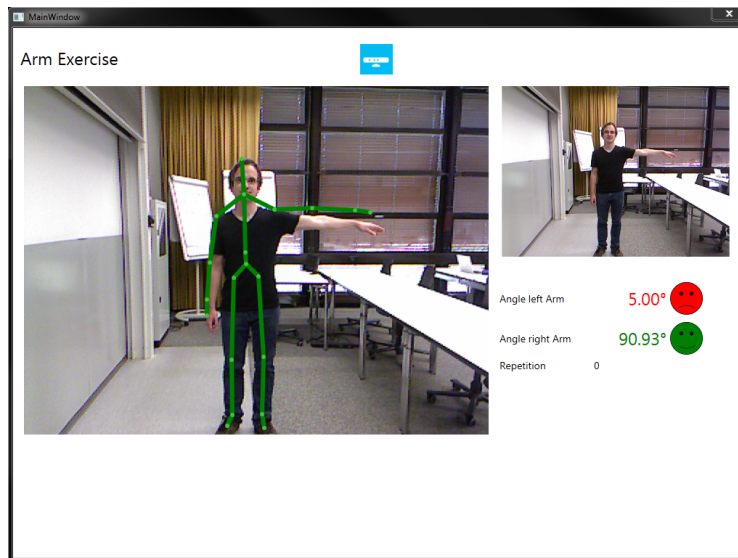 MainWindow
Arm Exercise
Angle left Arm 5.00°
Angle right Arm 90.93°
Repetition 0